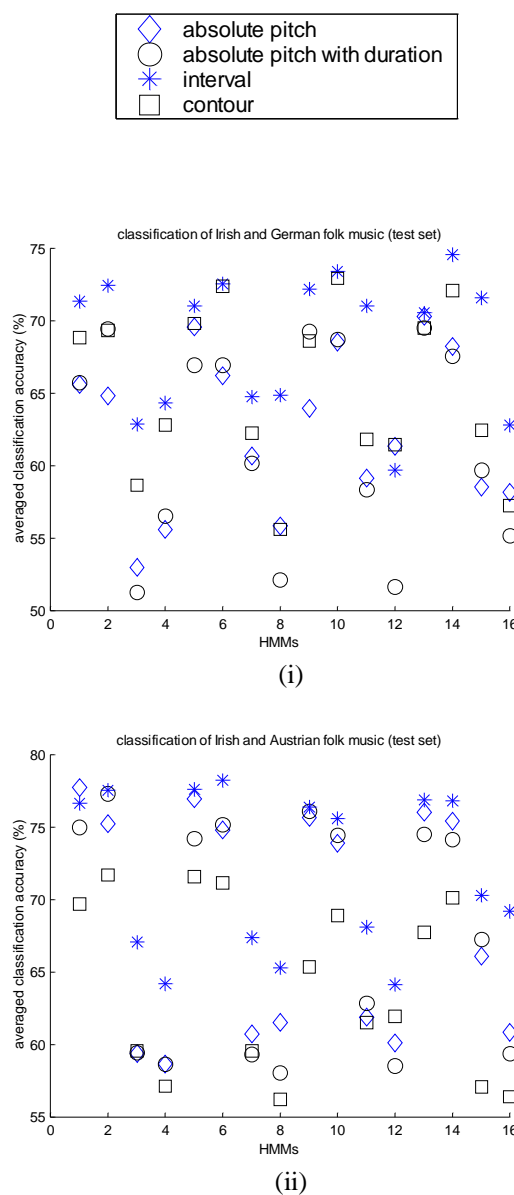 absolute pitch
absolute pitch with duration
interval
contour
classification of Irish and German folk music (test set)
averaged classification accuracy (%)
75
70
65
60
55
50
0 2 4 6 8 10 12 14 16
HMMs
(i)
classification of Irish and Austrian folk music (test set)
averaged classification accuracy (%)
80
75
70
65
60
55
0 2 4 6 8 10 12 14 16
HMMs
(ii)